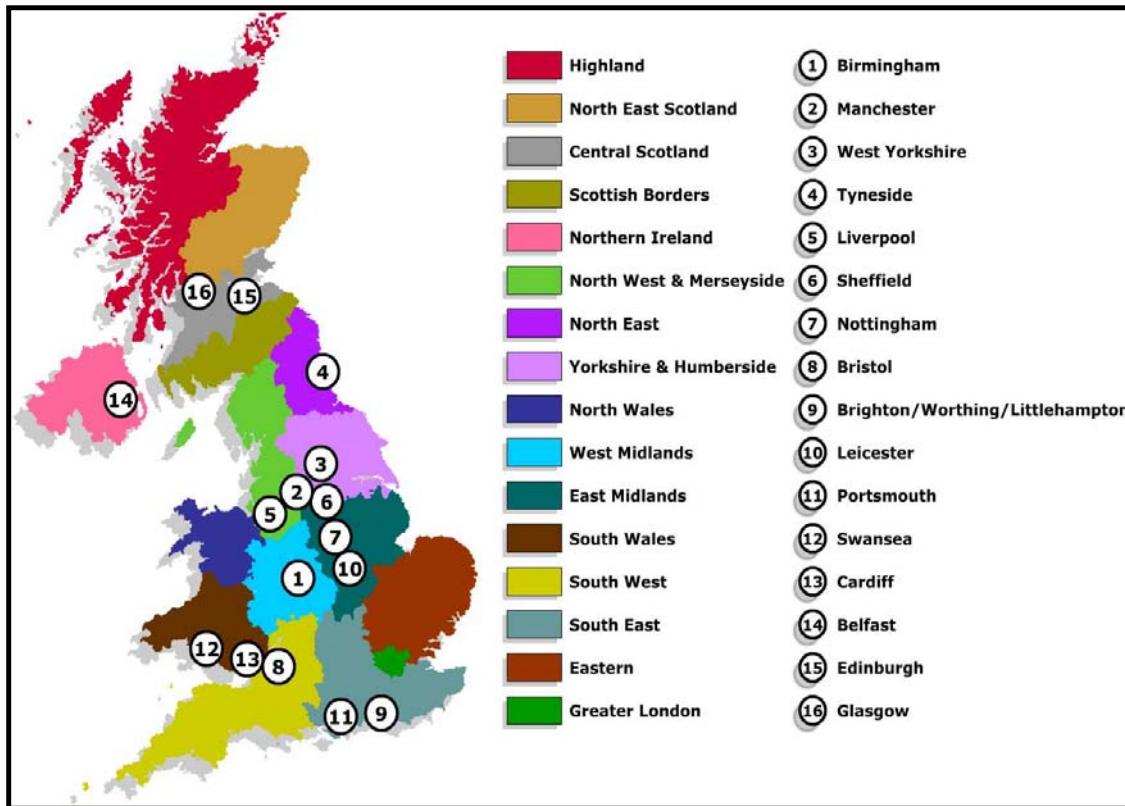 Highland
North East Scotland
Central Scotland
Scottish Borders
Northern Ireland
North West & Merseyside
North East
Yorkshire & Humberside
North Wales
West Midlands
East Midlands
South Wales
South West
South East
Eastern
Greater London
1 Birmingham
2 Manchester
3 West Yorkshire
4 Tyneside
5 Liverpool
6 Sheffield
7 Nottingham
8 Bristol
9 Brighton/Worthing/Littlehampton
10 Leicester
11 Portsmouth
12 Swansea
13 Cardiff
14 Belfast
15 Edinburgh
16 Glasgow
16
15
4
14
3
2
6
5
7
10
1
12
13
8
11
9